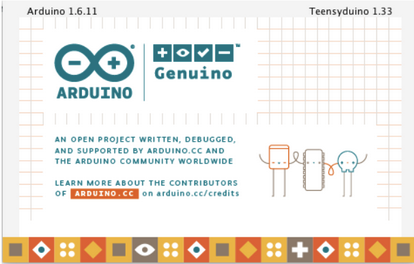 Arduino 1.6.11 Teensyduino 1.33
ARDUINO
Genuino™
AN OPEN PROJECT WRITTEN, DEBUGGED,
AND SUPPORTED BY ARDUINO.CC AND
THE ARDUINO COMMUNITY WORLDWIDE
LEARN MORE ABOUT THE CONTRIBUTORS
OF ARDUINO.CC on arduino.cc/credits